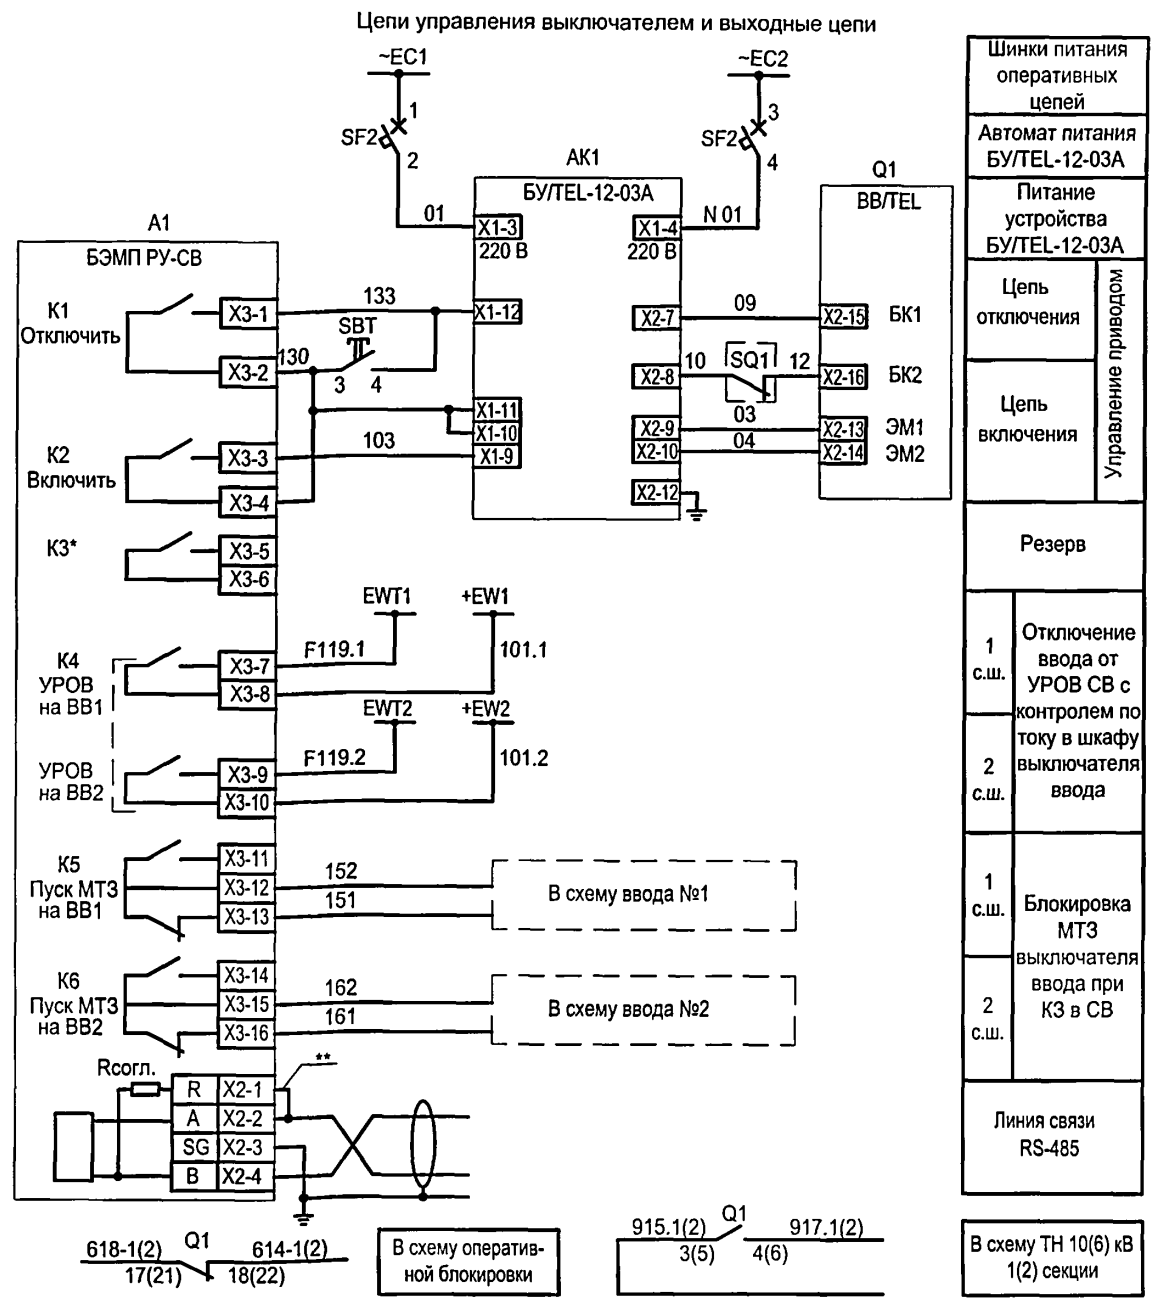 Цепи управления выключателем и выходные цепи
~EC1
~EC2
1
SF2
2
3
SF2
4
AK1
Q1
A1
БУ/TEL-12-03А
BB/TEL
01
N 01
X1-3
X1-4
220 В
220 В
БЭМП РУ-СВ
К1
Отключить
X3-1
133
X1-12
X2-7
09
X2-15
БК1
SBT
X3-2
130
3
4
X2-8
10
SQ1
12
X2-16
БК2
X1-11
X1-10
X1-9
03
X2-9
X2-13
ЭМ1
04
X2-10
X2-14
ЭМ2
К2
Включить
X3-3
103
X3-4
X2-12
К3*
X3-5
X3-6
EWT1
+EW1
К4
УРОВ
на ВВ1
X3-7
F119.1
101.1
X3-8
EWT2
+EW2
УРОВ
на ВВ2
X3-9
F119.2
101.2
X3-10
К5
Пуск МТЗ
на ВВ1
X3-11
X3-12
152
X3-13
151
В схему ввода №1
К6
Пуск МТЗ
на ВВ2
X3-14
X3-15
162
X3-16
161
В схему ввода №2
Rсогл.
**
R X2-1
A X2-2
SG X2-3
B X2-4
Шинки питания
оперативных
цепей
Автомат питания
БУ/TEL-12-03А
Питание
устройства
БУ/TEL-12-03А
Цепь
отключения
Цепь
включения
Управление приводом
Резерв
1
с.ш.
2
с.ш.
Отключение
ввода от
УРОВ СВ с
контролем по
току в шкафу
выключателя
ввода
1
с.ш.
2
с.ш.
Блокировка
МТЗ
выключателя
ввода при
КЗ в СВ
Линия связи
RS-485
618-1(2)
Q1
614-1(2)
17(21)
18(22)
В схему оператив-
ной блокировки
915.1(2)
Q1
917.1(2)
3(5)
4(6)
В схему ТН 10(6) кВ
1(2) секции